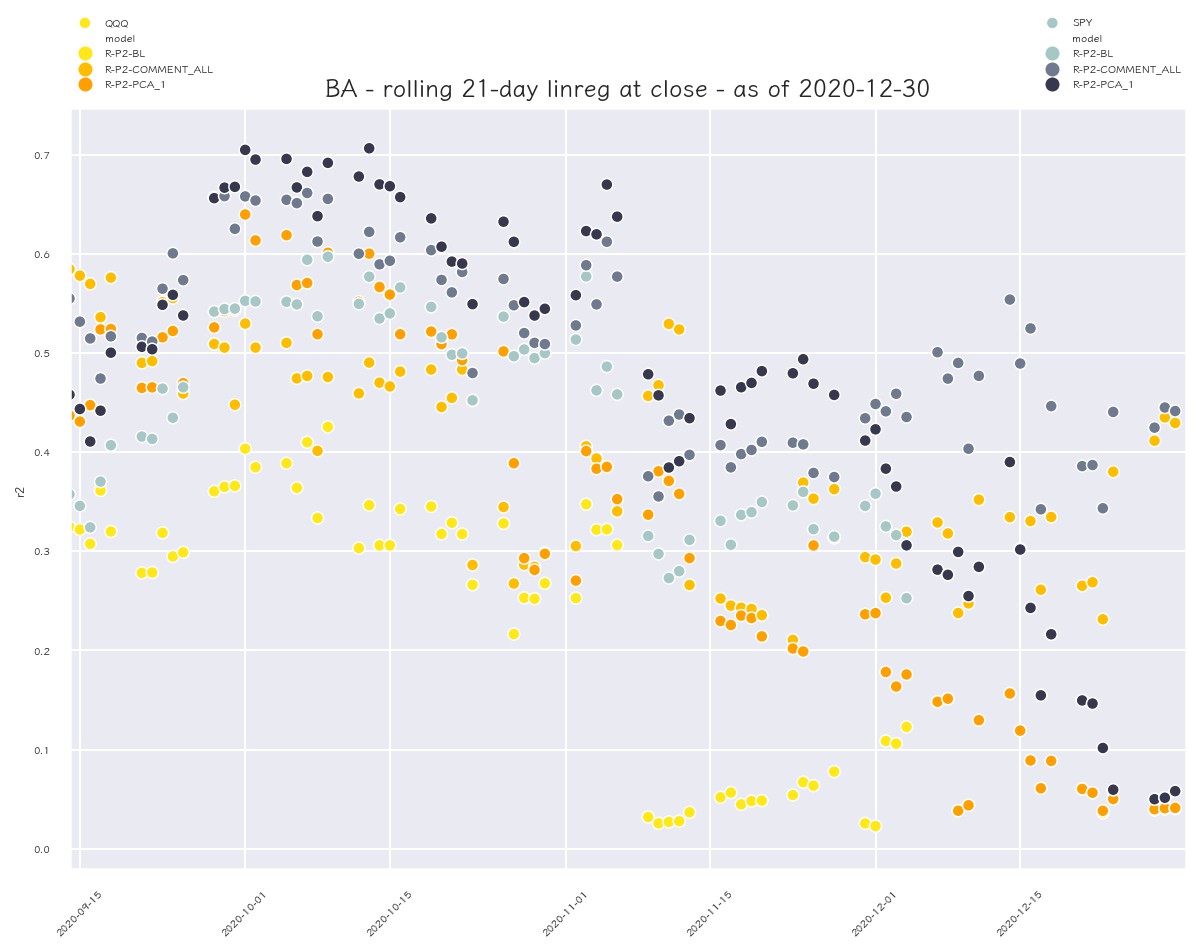 QQQ
model
R-P2-BL
R-P2-COMMENT_ALL
R-P2-PCA_1
SPY
model
R-P2-BL
R-P2-COMMENT_ALL
R-P2-PCA_1
BA - rolling 21-day linreg at close - as of 2020-12-30
r2
0.7
0.6
0.5
0.4
0.3
0.2
0.1
0.0
2020-09-15
2020-10-01
2020-10-15
2020-11-01
2020-11-15
2020-12-01
2020-12-15